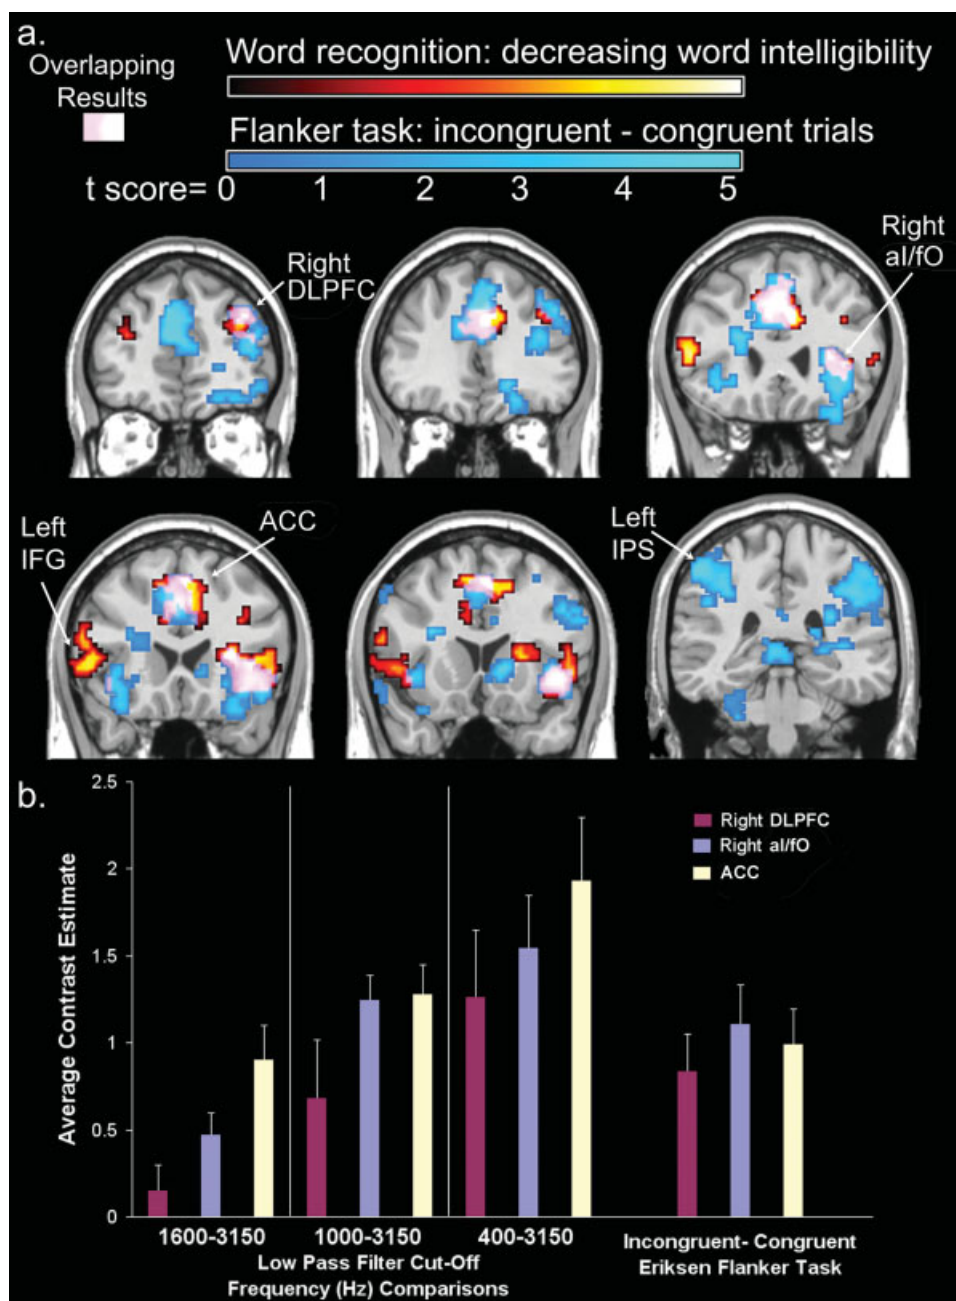 a.
Overlapping
Results
Word recognition: decreasing word intelligibility
Flanker task: incongruent - congruent trials
t score= 0 1 2 3 4 5
Right
DLPFC
Right
aI/fO
Left
IFG
ACC
Left
IPS
b.
Average Contrast Estimate
2.5
2
1.5
1
0.5
0
Right DLPFC
Right aI/fO
ACC
1600-3150
1000-3150
400-3150
Low Pass Filter Cut-Off
Frequency (Hz) Comparisons
Incongruent- Congruent
Eriksen Flanker Task